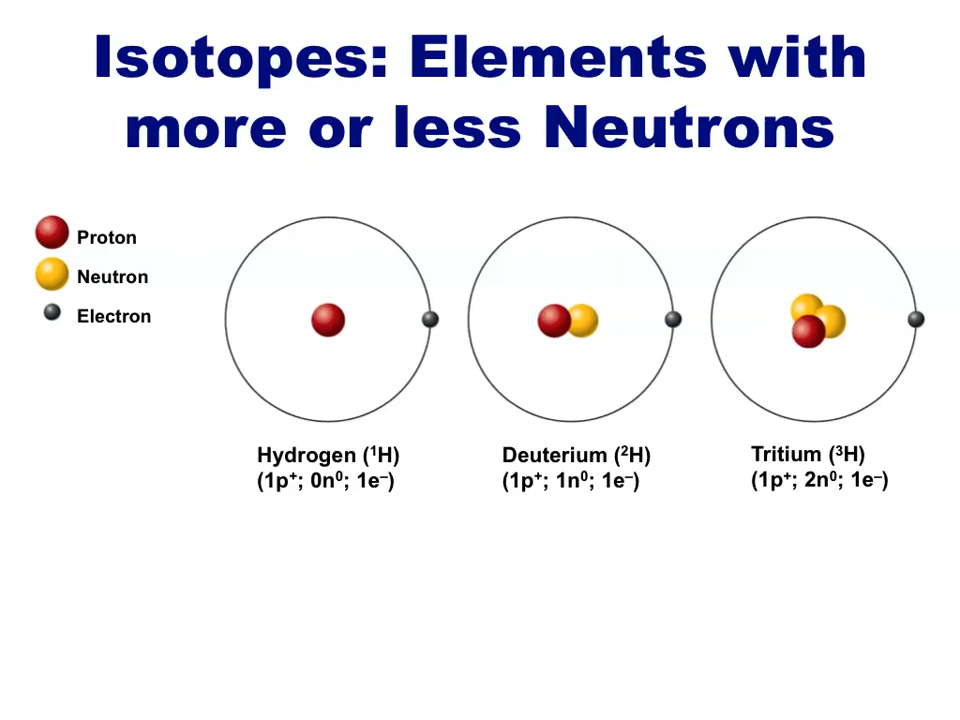 Isotopes: Elements with
more or less Neutrons
Proton
Neutron
Electron
Hydrogen (¹H)
(1p⁺; 0n⁰; 1e⁻)
Deuterium (²H)
(1p⁺; 1n⁰; 1e⁻)
Tritium (³H)
(1p⁺; 2n⁰; 1e⁻)